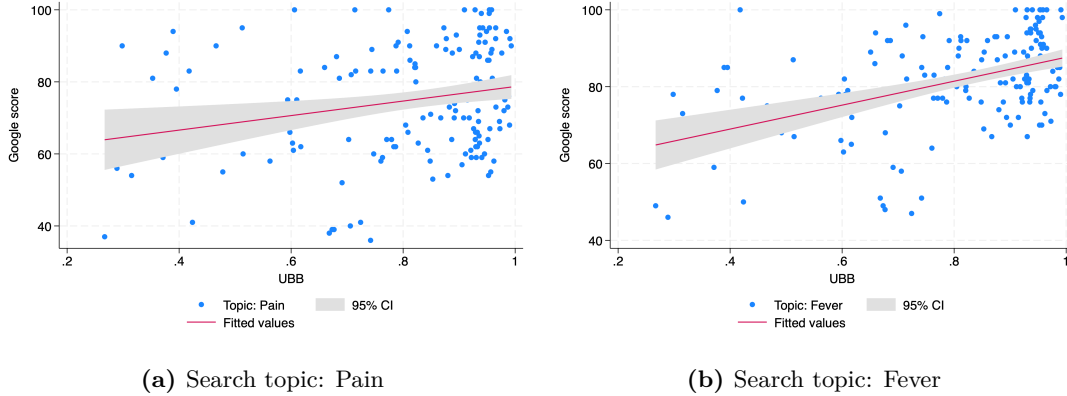 100
80
60
40
Google score
.2 .4 .6 .8 1
UBB
Topic: Pain 95% CI
Fitted values
(a) Search topic: Pain
100
80
60
40
Google score
.2 .4 .6 .8 1
UBB
Topic: Fever 95% CI
Fitted values
(b) Search topic: Fever